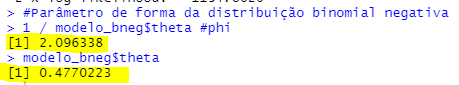 > #Parâmetro de forma da distribuição binomial negativa
> 1 / modelo_bneg$theta #phi
[1] 2.096338
> modelo_bneg$theta
[1] 0.4770223